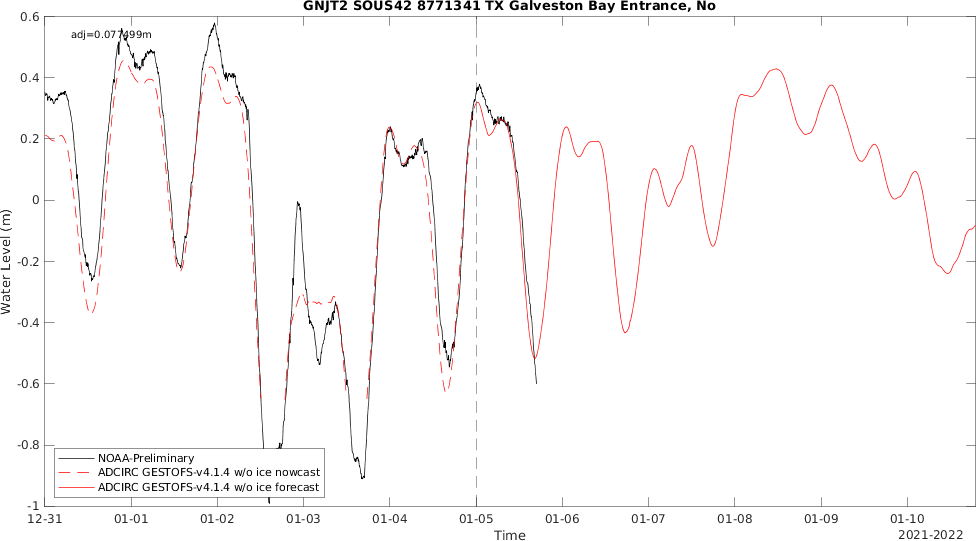 GNJT2 SOUS42 8771341 TX Galveston Bay Entrance, No
adj=0.077499m
Water Level (m)
0.6
0.4
0.2
0
-0.2
-0.4
-0.6
-0.8
-1
NOAA-Preliminary
ADCIRC GESTOFS-v4.1.4 w/o ice nowcast
ADCIRC GESTOFS-v4.1.4 w/o ice forecast
12-31 01-01 01-02 01-03 01-04 01-05 01-06 01-07 01-08 01-09 01-10
Time
2021-2022